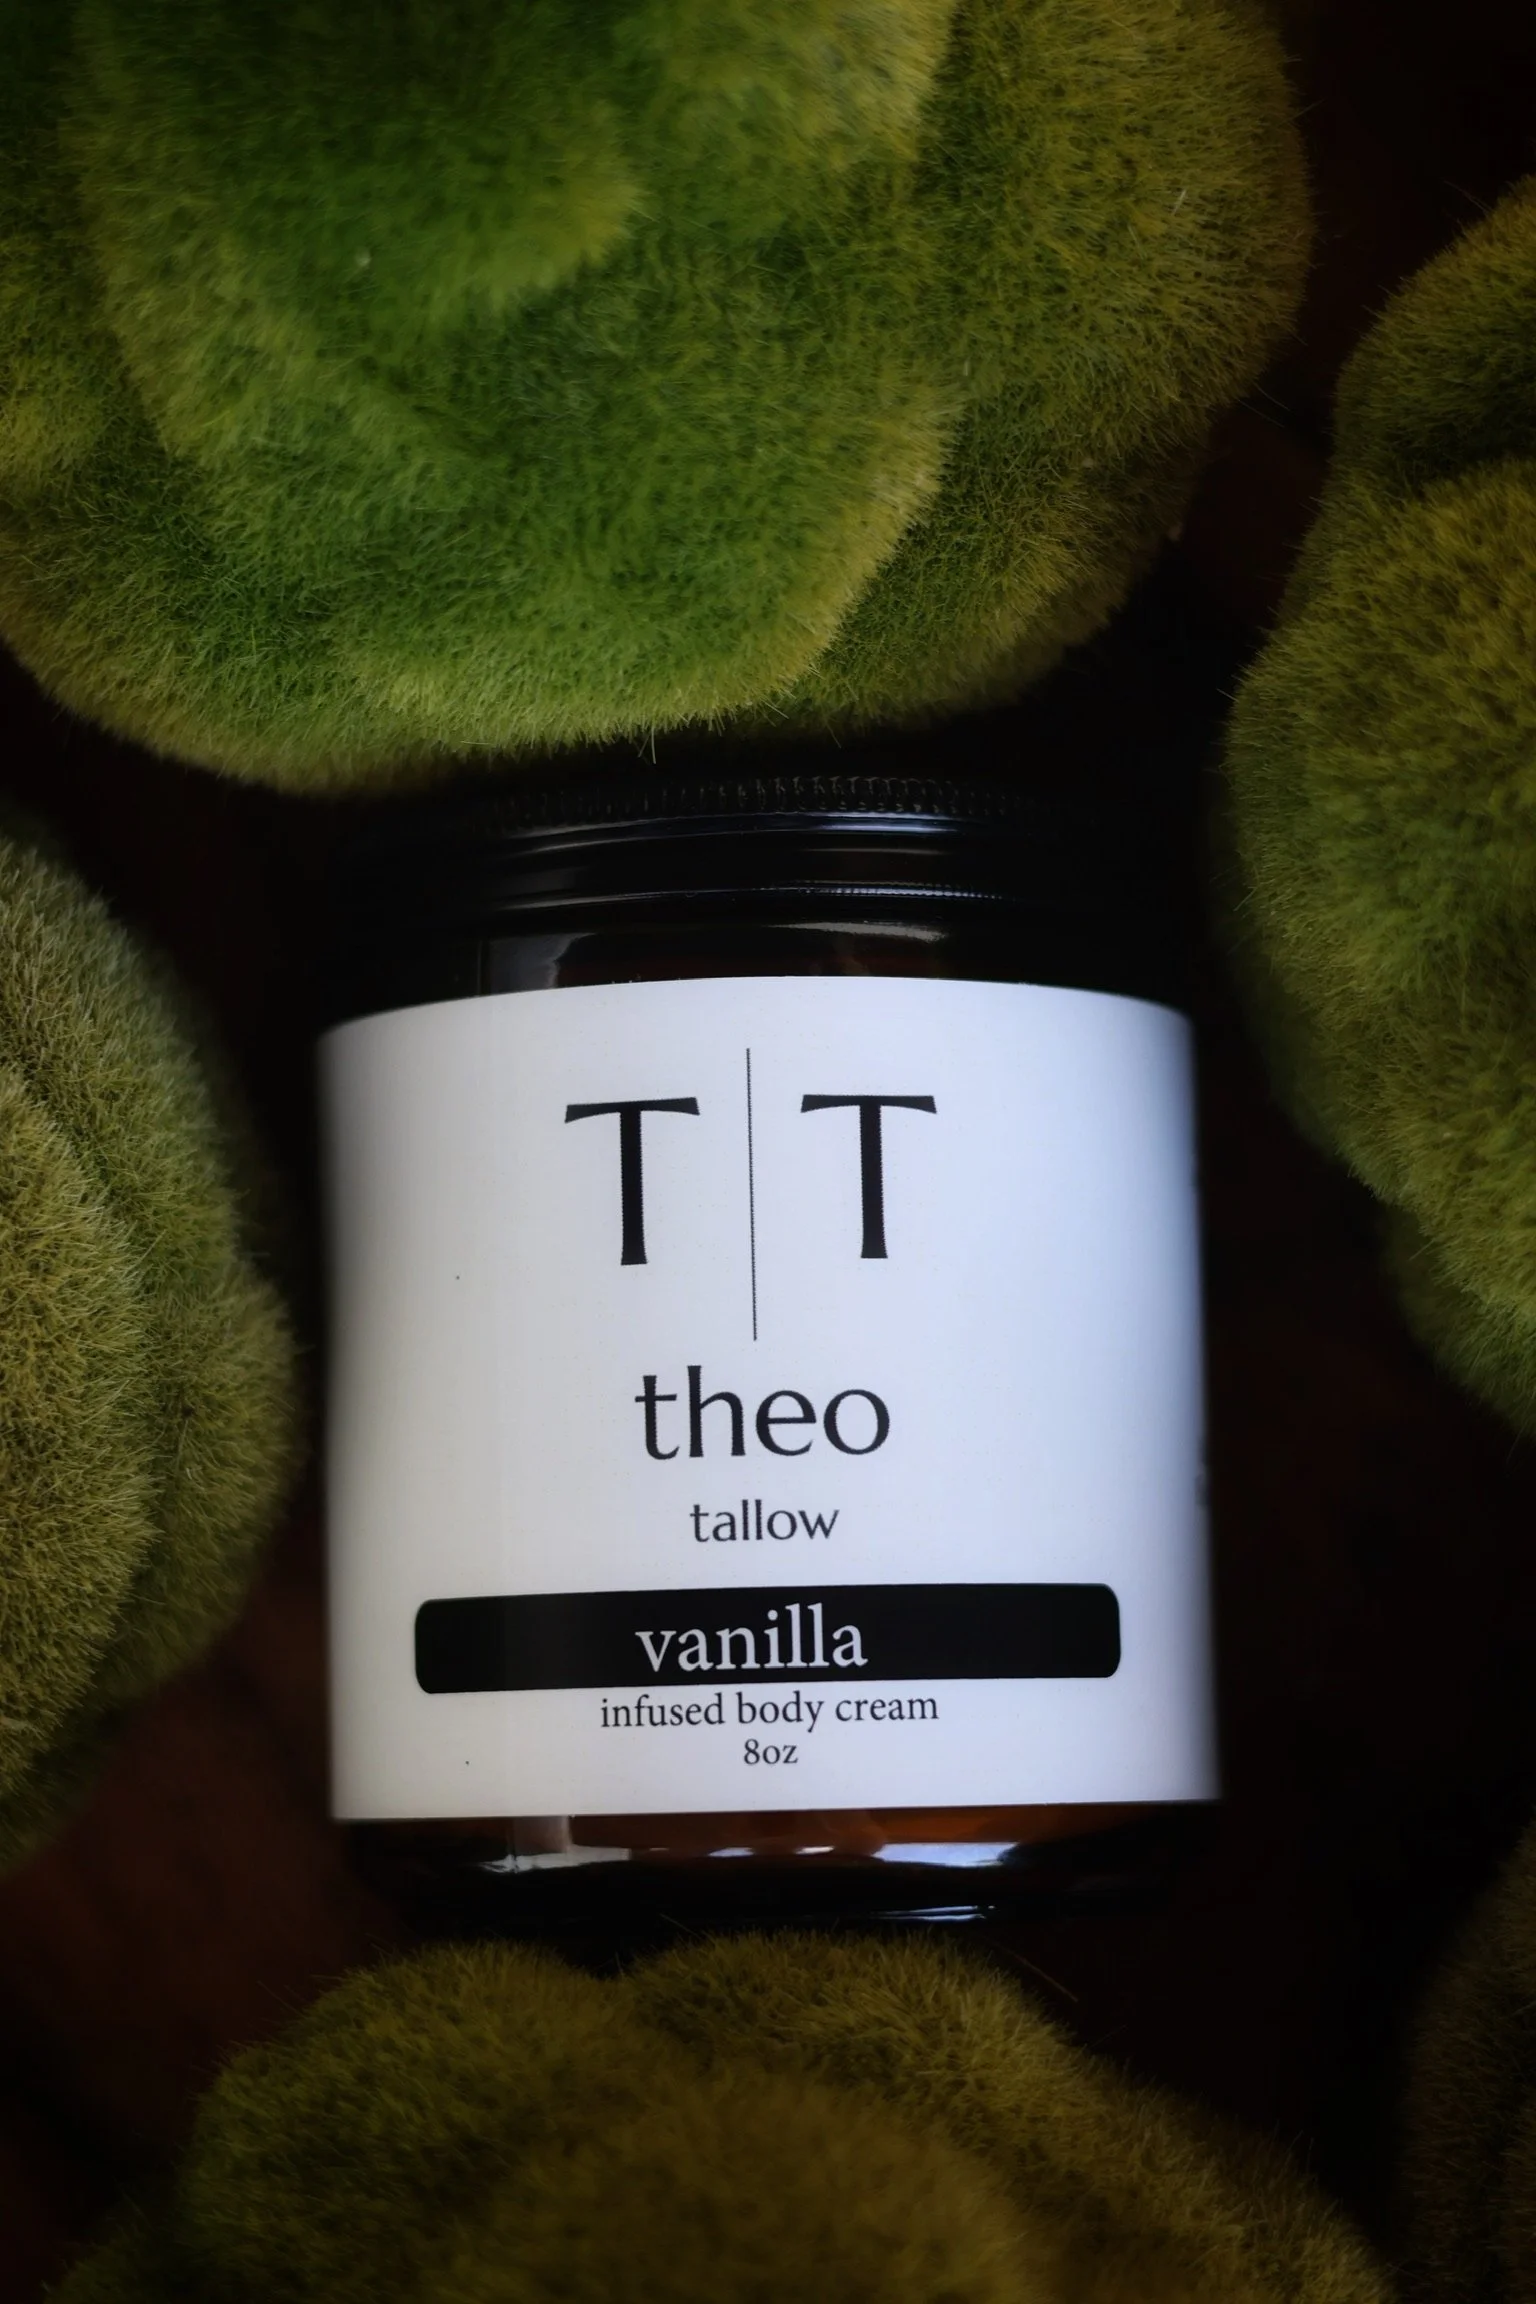 T | T
theo
tallow
vanilla
infused body cream
8oz